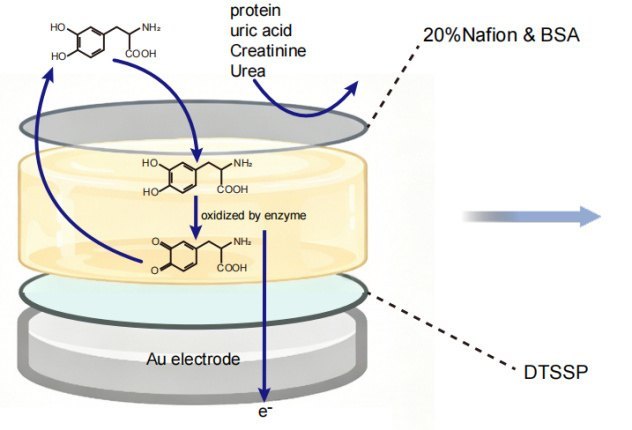 protein
uric acid
Creatinine
Urea
20%Nafion & BSA
HO
NH₂
HO
COOH
HO
NH₂
HO
COOH
oxidized by enzyme
O
NH₂
O
COOH
Au electrode
DTSSP
e⁻